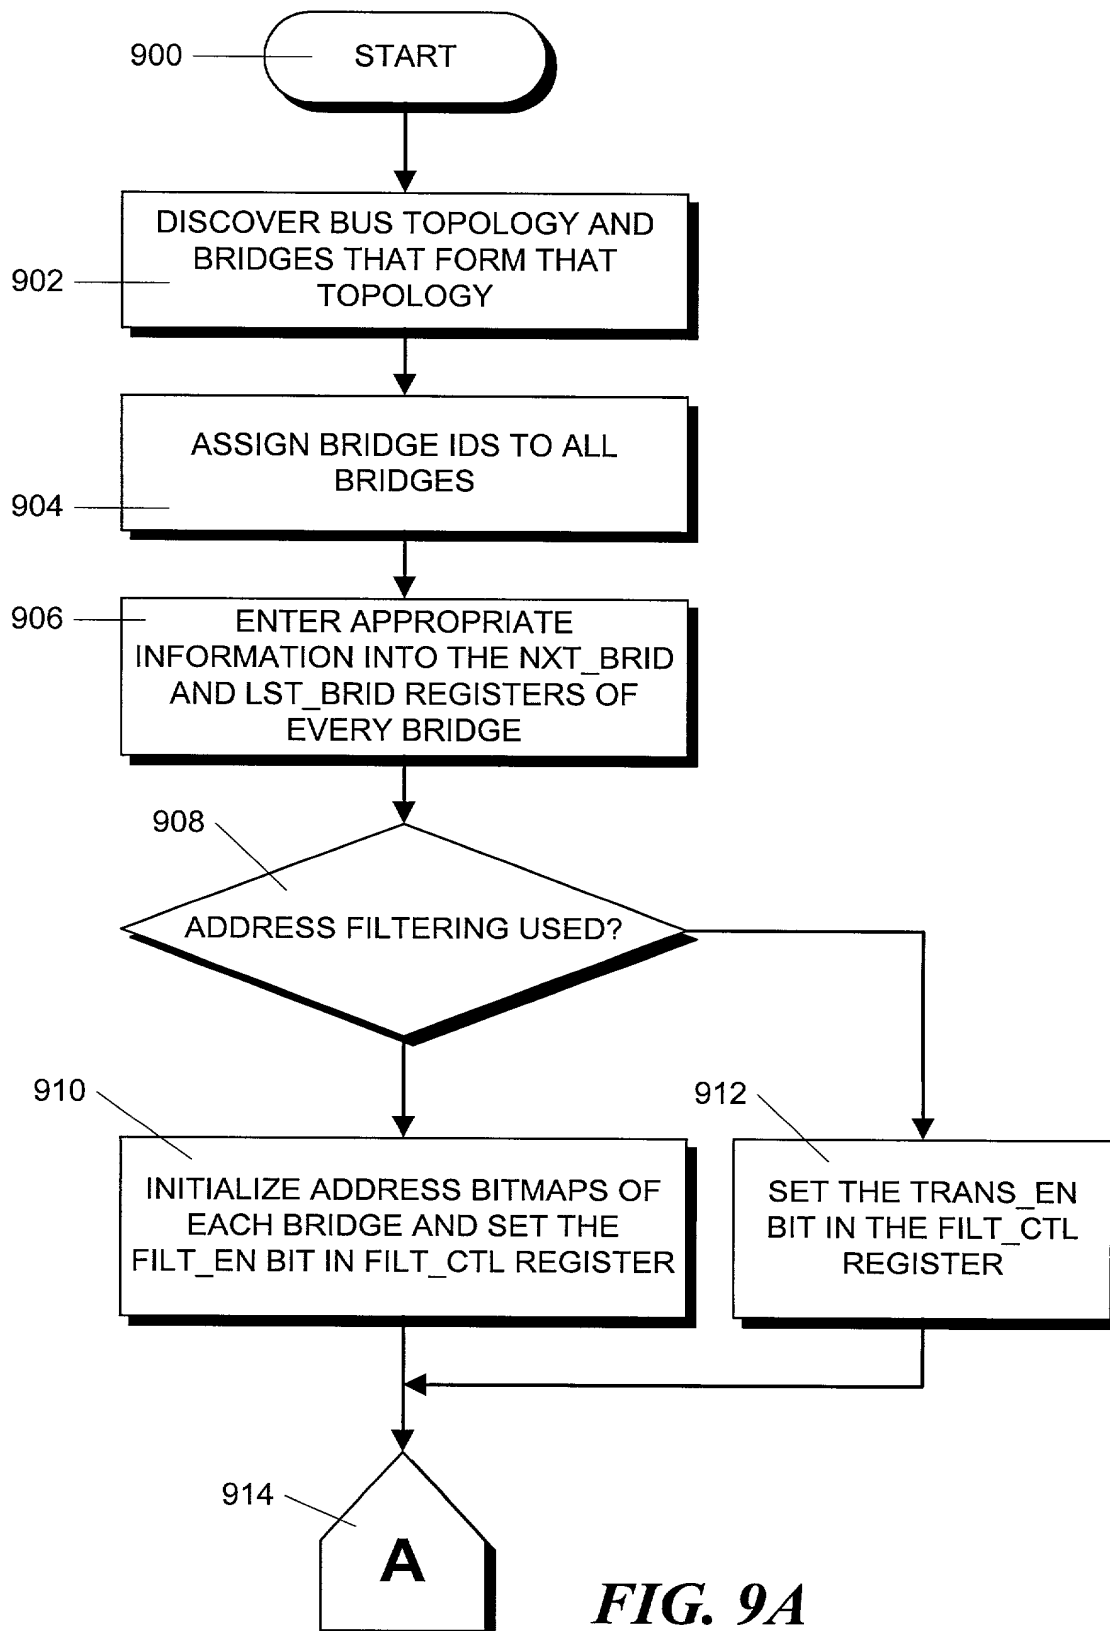 900
START
DISCOVER BUS TOPOLOGY AND
BRIDGES THAT FORM THAT
TOPOLOGY
902
ASSIGN BRIDGE IDS TO ALL
BRIDGES
904
906
ENTER APPROPRIATE
INFORMATION INTO THE NXT_BRID
AND LST_BRID REGISTERS OF
EVERY BRIDGE
908
ADDRESS FILTERING USED?
910
INITIALIZE ADDRESS BITMAPS OF
EACH BRIDGE AND SET THE
FILT_EN BIT IN FILT_CTL REGISTER
912
SET THE TRANS_EN
BIT IN THE FILT_CTL
REGISTER
914
A
FIG. 9A